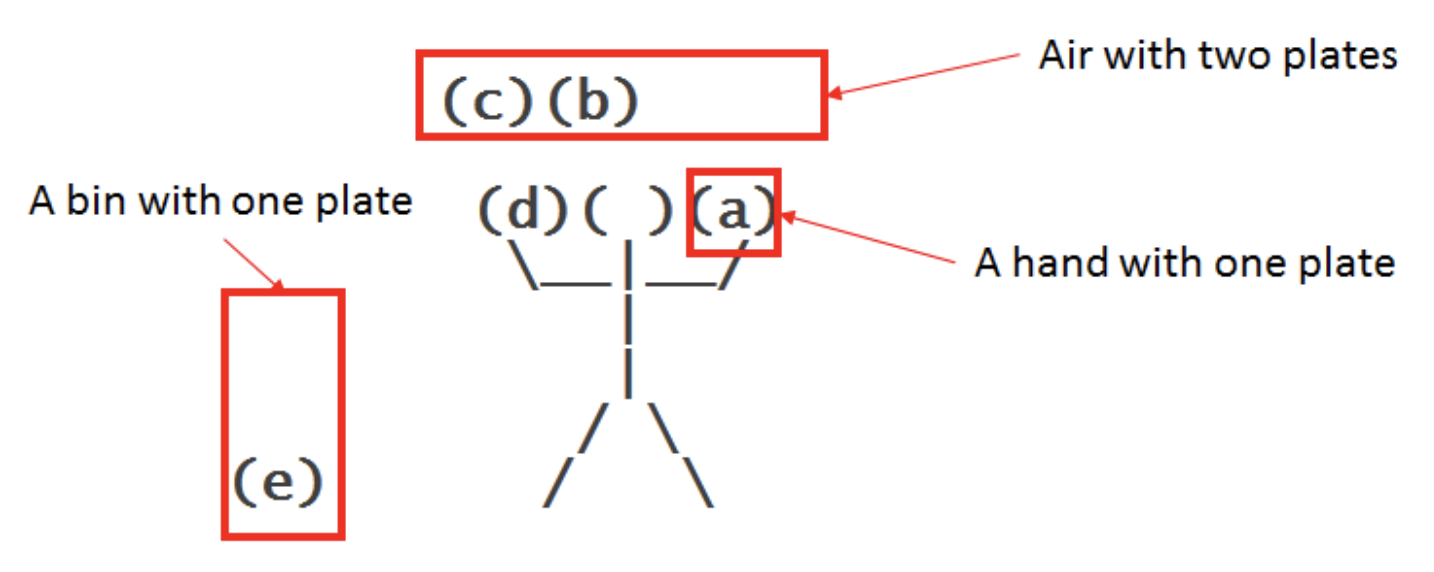 Air with two plates
(c)(b)
A bin with one plate
(d)( )(a)
A hand with one plate
(e)